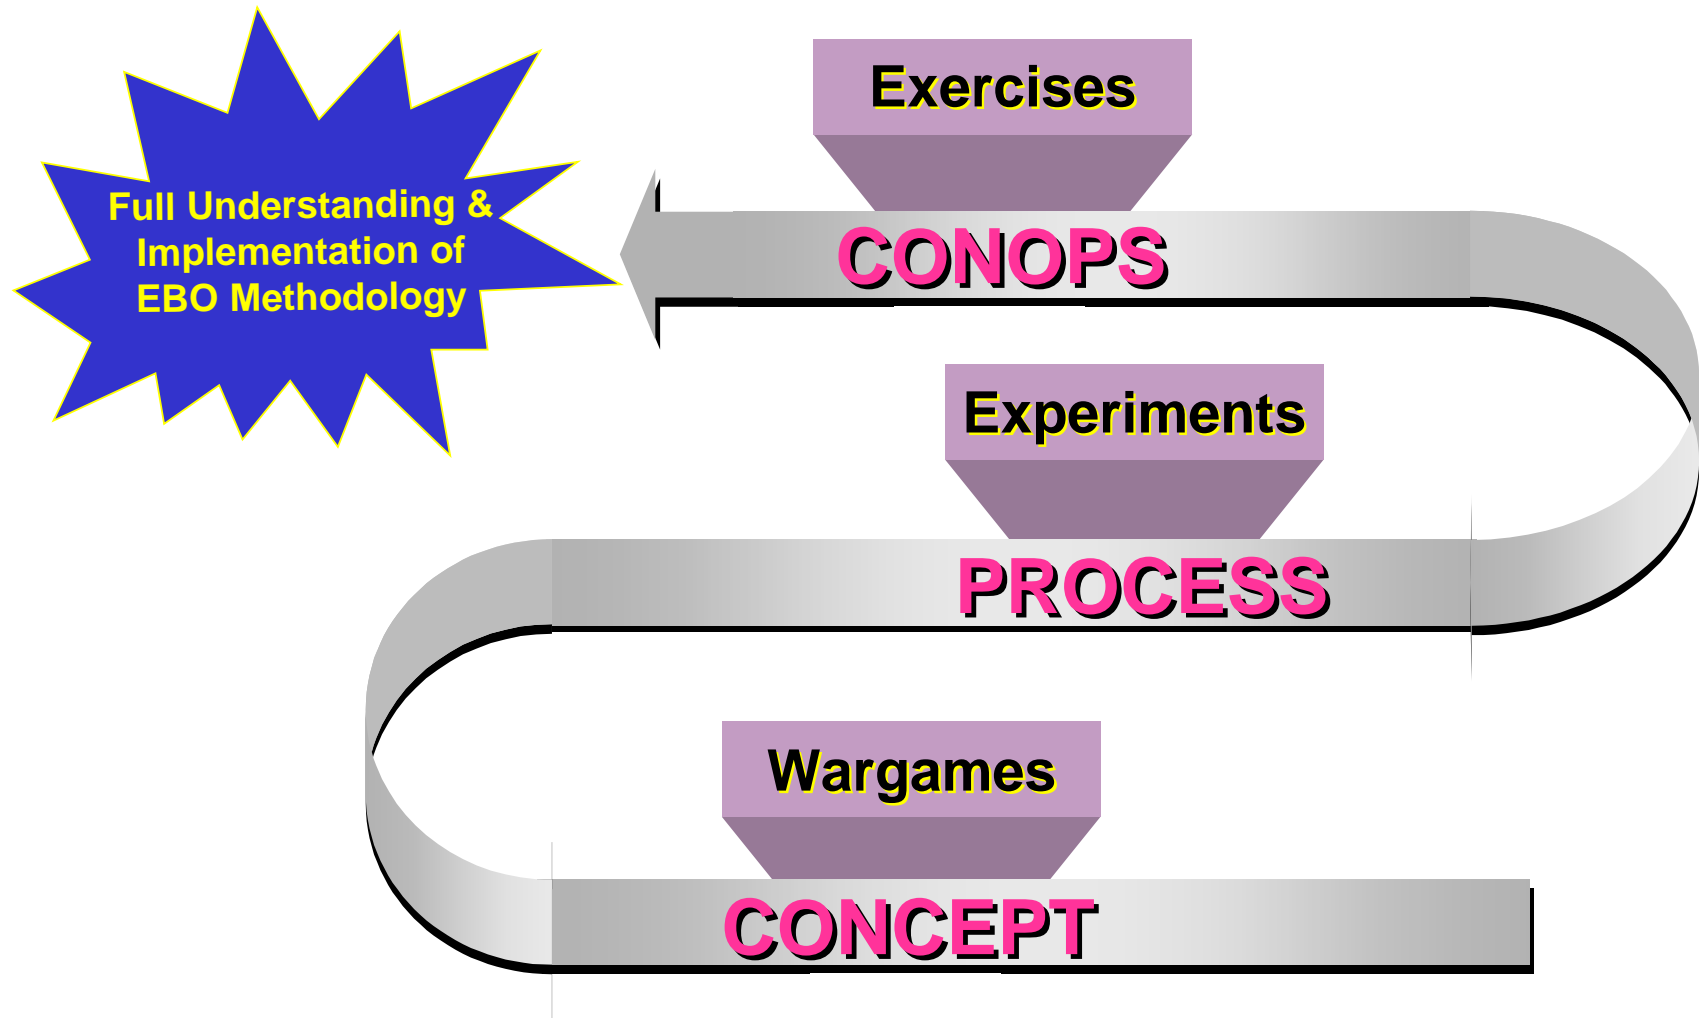 Exercises
Full Understanding &
Implementation of
EBO Methodology
CONOPS
Experiments
PROCESS
Wargames
CONCEPT